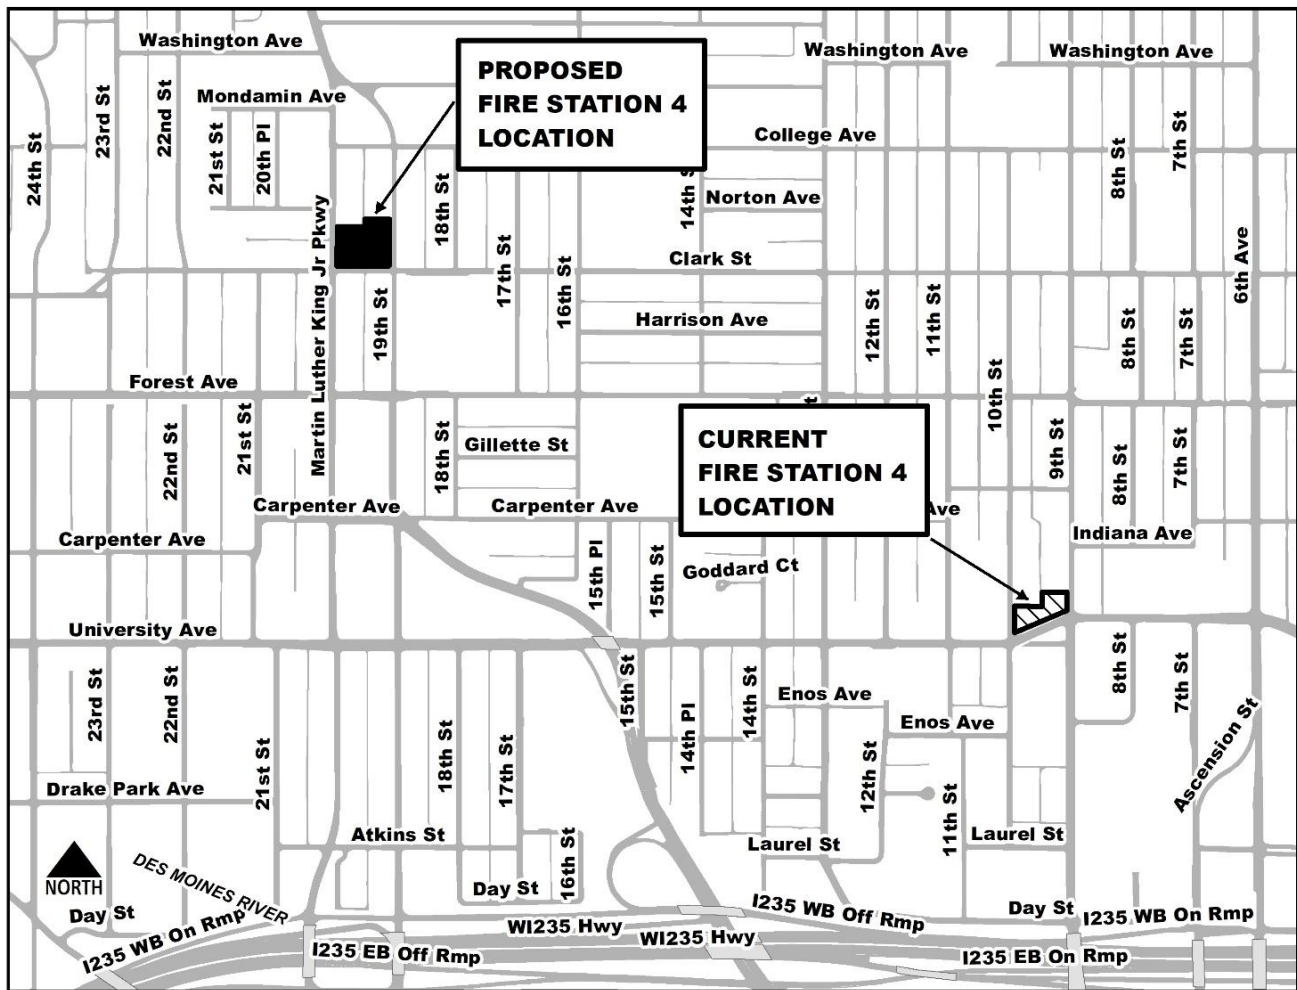 Washington Ave
Washington Ave
Washington Ave
PROPOSED
FIRE STATION 4
LOCATION
Mondamin Ave
College Ave
24th St
23rd St
22nd St
21st St
20th Pl
Martin Luther King Jr Pkwy
18th St
Norton Ave
8th St
7th St
Clark St
17th St
16th St
6th Ave
19th St
Harrison Ave
12th St
11th St
8th St
7th St
Forest Ave
10th St
22nd St
21st St
18th St
Gillette St
CURRENT
FIRE STATION 4
LOCATION
9th St
8th St
7th St
Carpenter Ave
Carpenter Ave
Ave
Carpenter Ave
Indiana Ave
15th Pl
15th St
Goddard Ct
University Ave
23rd St
22nd St
21st St
18th St
17th St
15th St
14th Pl
14th St
Enos Ave
Enos Ave
12th St
11th St
8th St
7th St
Ascension St
Drake Park Ave
Atkins St
16th St
Laurel St
Laurel St
NORTH
DES MOINES RIVER
Day St
Day St
Day St
I235 WB On Rmp
I235 WB Off Rmp
I235 WB On Rmp
WI235 Hwy
WI235 Hwy
I235 EB Off Rmp
I235 EB On Rmp